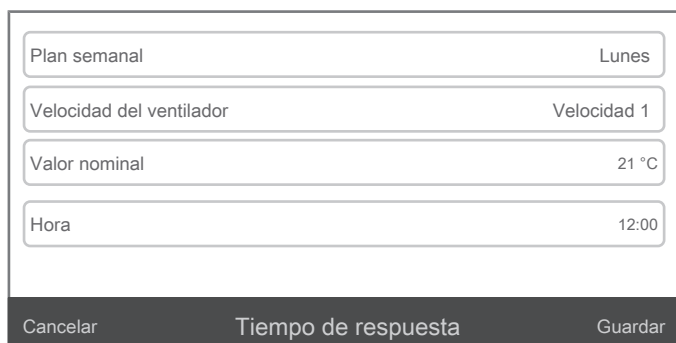 Plan semanal Lunes
Velocidad del ventilador Velocidad 1
Valor nominal 21 °C
Hora 12:00
Cancelar Tiempo de respuesta Guardar